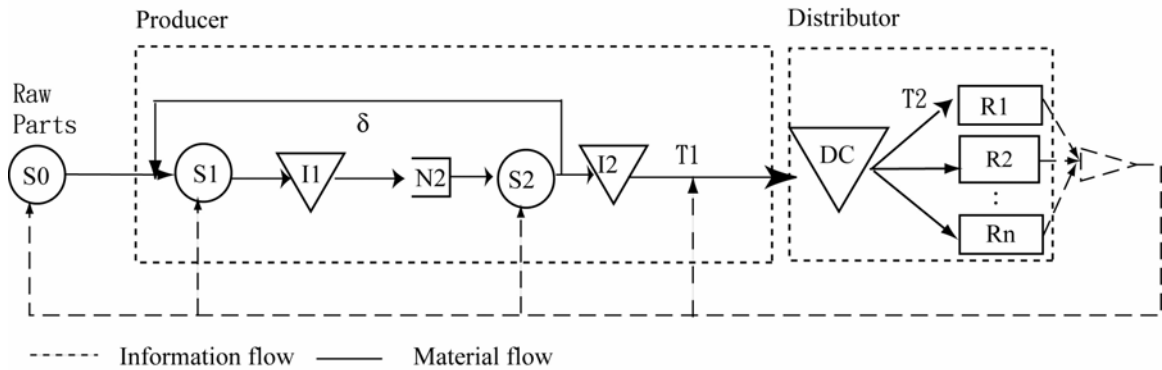 Producer
Distributor
Raw
Parts
S0
δ
S1
I1
N2
S2
I2
T1
DC
T2
R1
R2
:
Rn
Information flow
Material flow